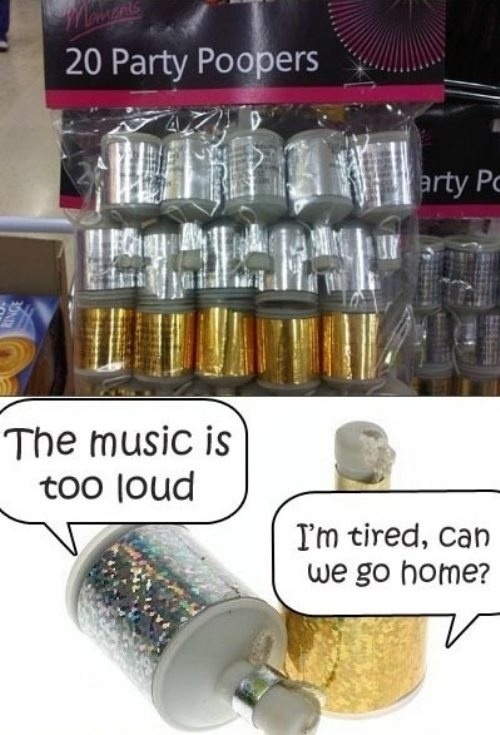 Moments
20 Party Poopers
arty Po
The music is
too loud
I'm tired, can
we go home?